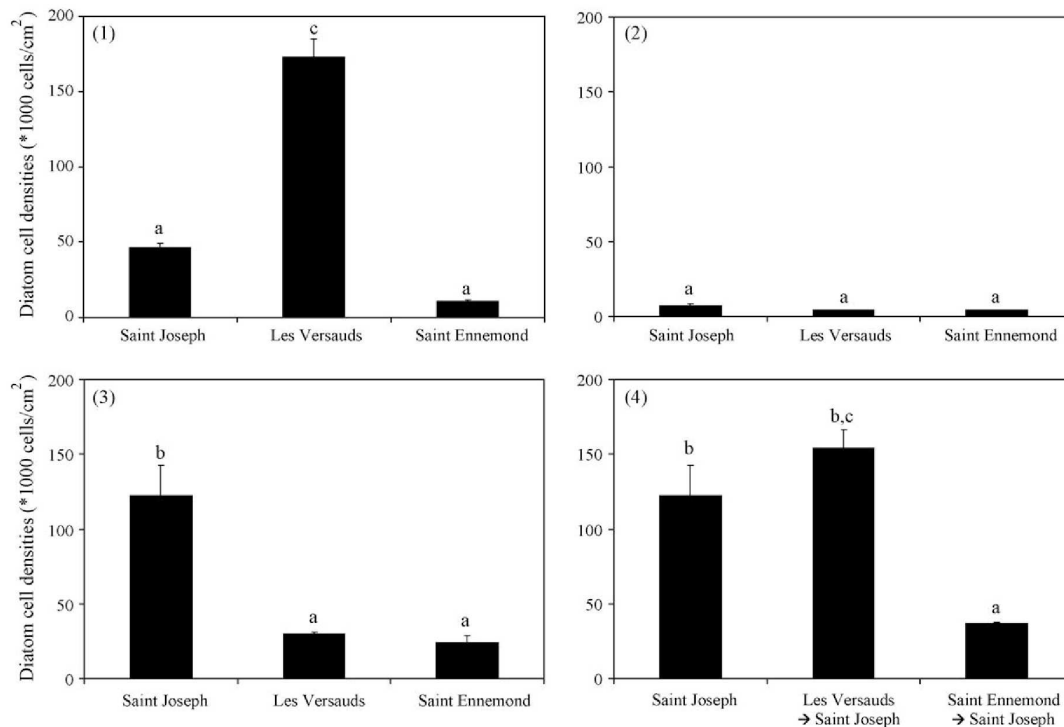 Diatom cell densities (*1000 cells/cm²)
200
150
100
50
0
(1)
a
c
a
Saint Joseph
Les Versauds
Saint Ennemond
200
150
100
50
0
(2)
a
a
a
Saint Joseph
Les Versauds
Saint Ennemond
Diatom cell densities (*1000 cells/cm²)
200
150
100
50
0
(3)
b
a
a
Saint Joseph
Les Versauds
Saint Ennemond
200
150
100
50
0
(4)
b
b,c
a
Saint Joseph
Les Versauds
→ Saint Joseph
Saint Ennemond
→ Saint Joseph